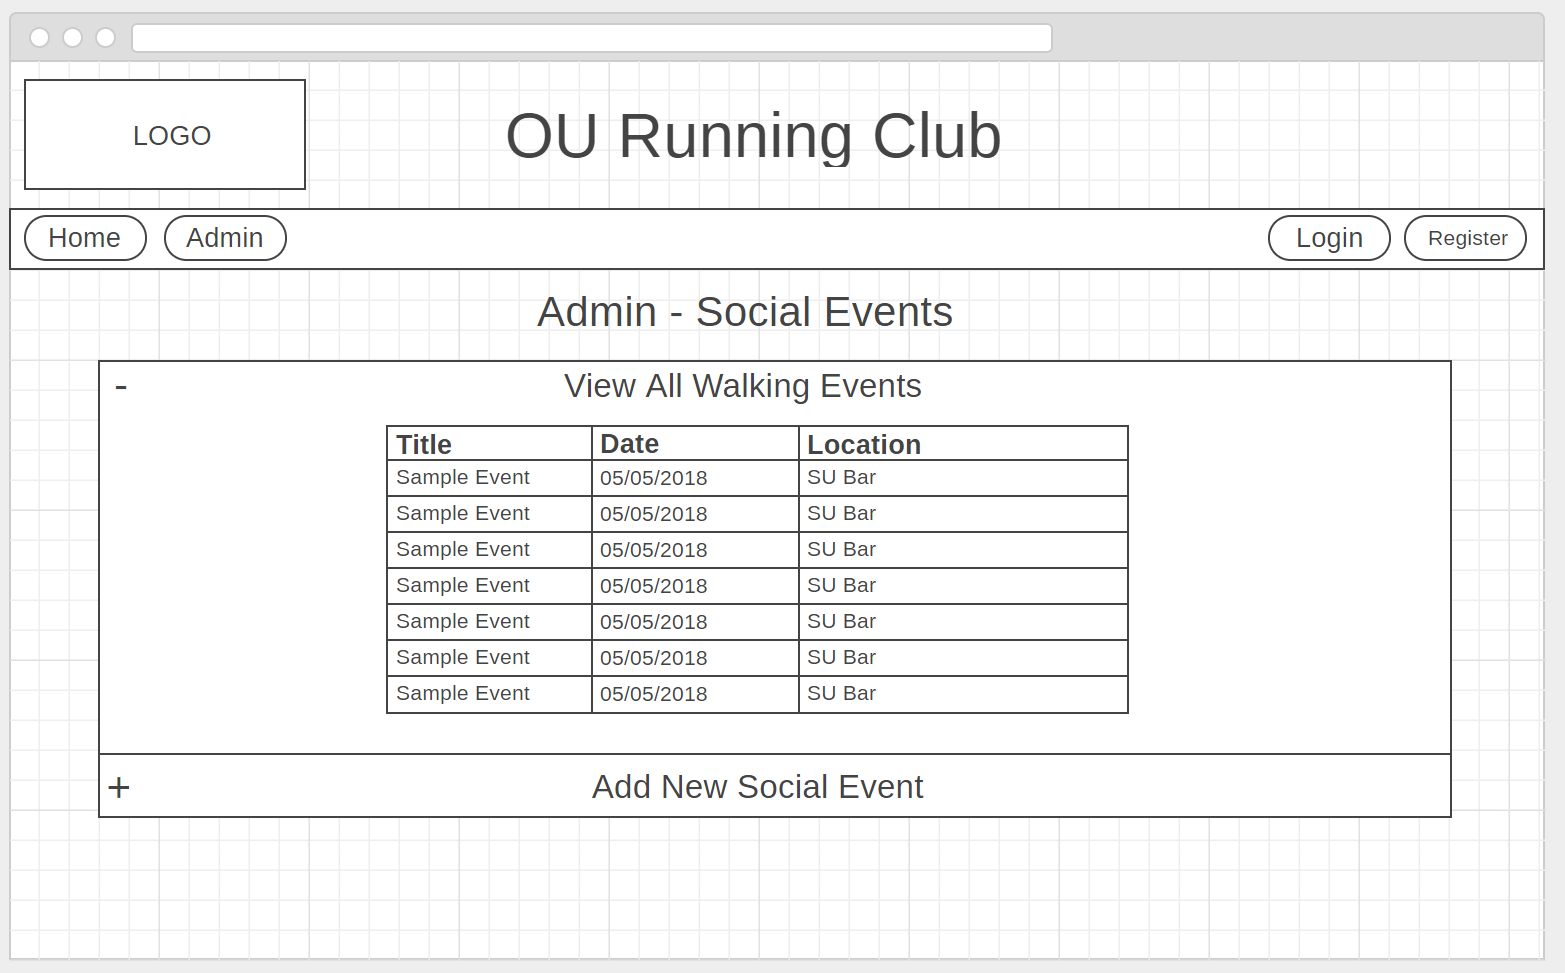 LOGO
OU Running Club
Home Admin Login Register
Admin - Social Events
- View All Walking Events
Title Date Location
Sample Event 05/05/2018 SU Bar
Sample Event 05/05/2018 SU Bar
Sample Event 05/05/2018 SU Bar
Sample Event 05/05/2018 SU Bar
Sample Event 05/05/2018 SU Bar
Sample Event 05/05/2018 SU Bar
Sample Event 05/05/2018 SU Bar
+ Add New Social Event